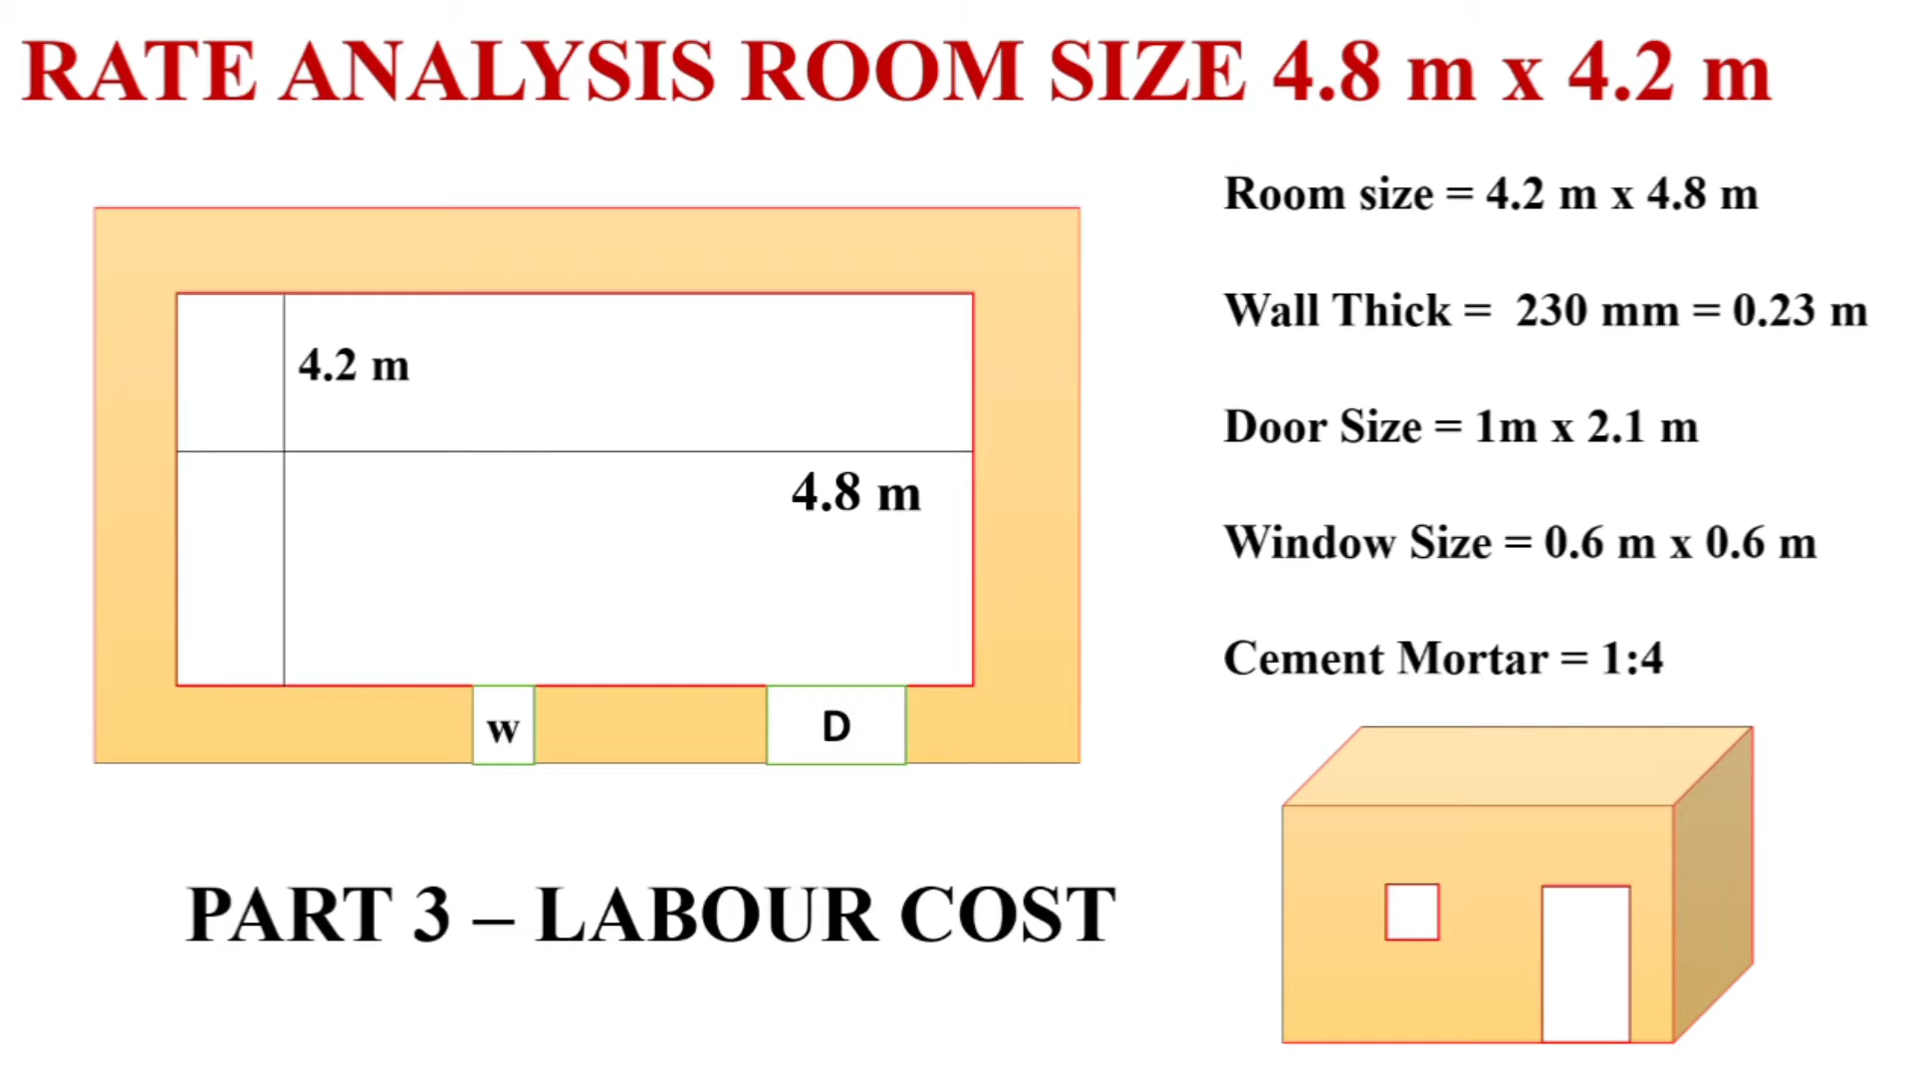 RATE ANALYSIS ROOM SIZE 4.8 m x 4.2 m
Room size = 4.2 m x 4.8 m
Wall Thick = 230 mm = 0.23 m
Door Size = 1m x 2.1 m
Window Size = 0.6 m x 0.6 m
Cement Mortar = 1:4
4.2 m
4.8 m
w
D
PART 3 – LABOUR COST